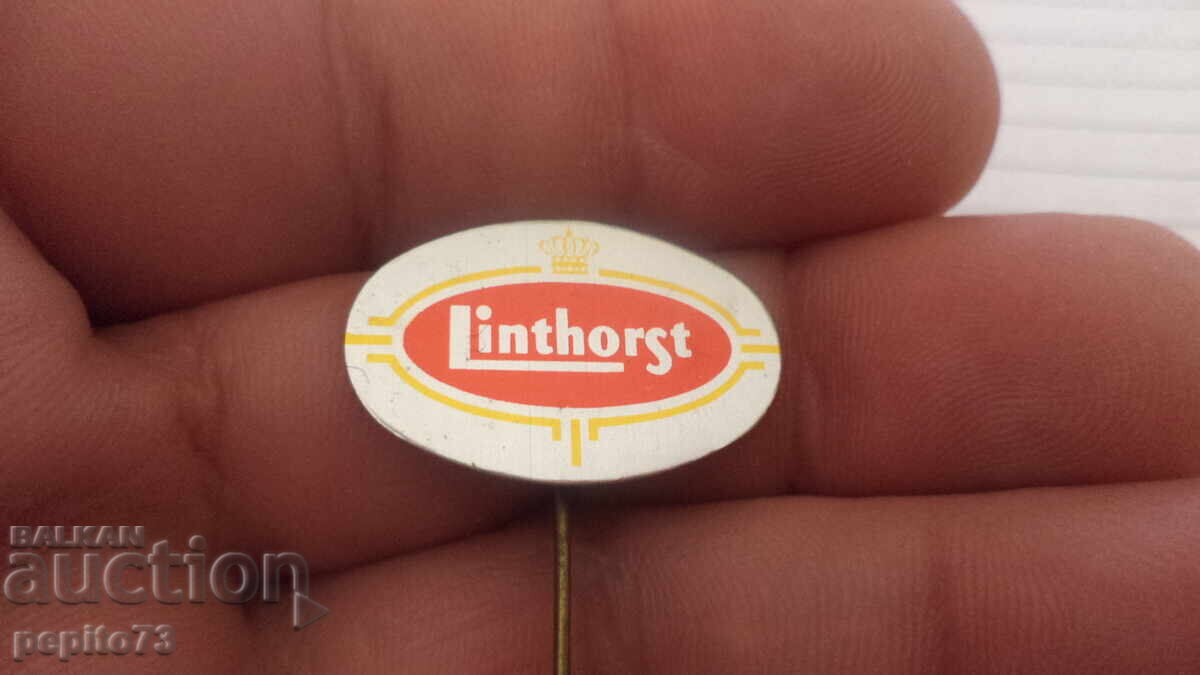 Linthorst
BALKAN
auction
pepito73